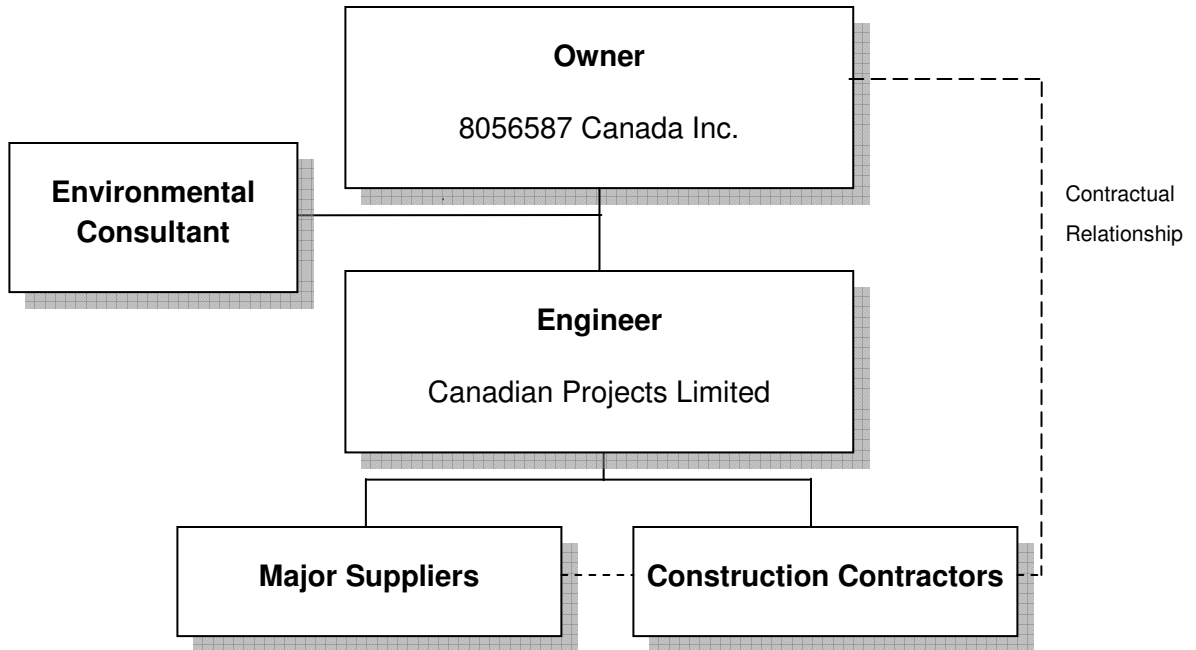 Owner
8056587 Canada Inc.
Environmental
Consultant
Contractual
Relationship
Engineer
Canadian Projects Limited
Major Suppliers
Construction Contractors